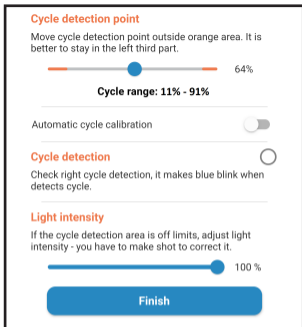 Cycle detection point
Move cycle detection point outside orange area. It is
better to stay in the left third part.
64%
Cycle range: 11% - 91%
Automatic cycle calibration
Cycle detection
Check right cycle detection, it makes blue blink when
detects cycle.
Light intensity
If the cycle detection area is off limits, adjust light
intensity - you have to make shot to correct it.
100 %
Finish